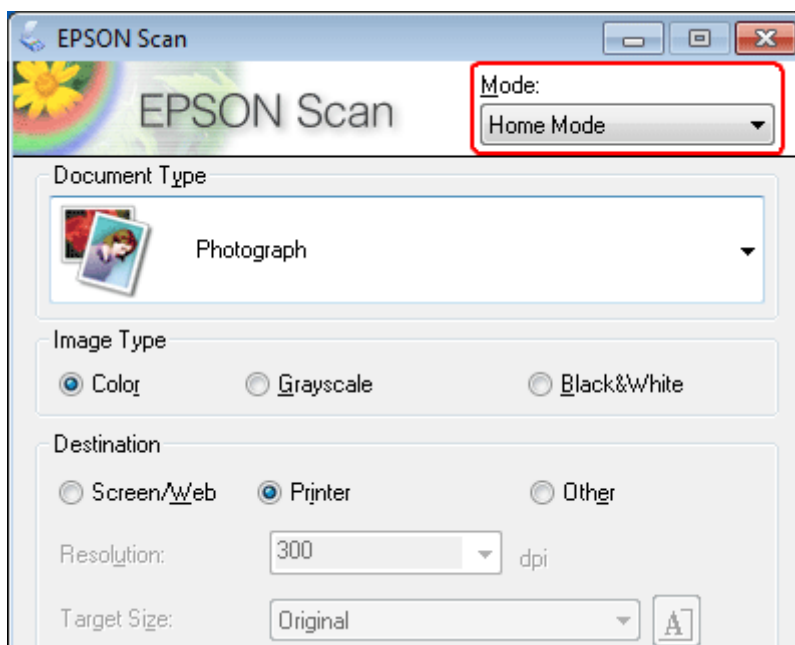 EPSON Scan
EPSON Scan
Mode:
Home Mode
Document Type
Photograph
Image Type
Color Grayscale Black&White
Destination
Screen/Web Printer Other
Resolution: 300 dpi
Target Size: Original A